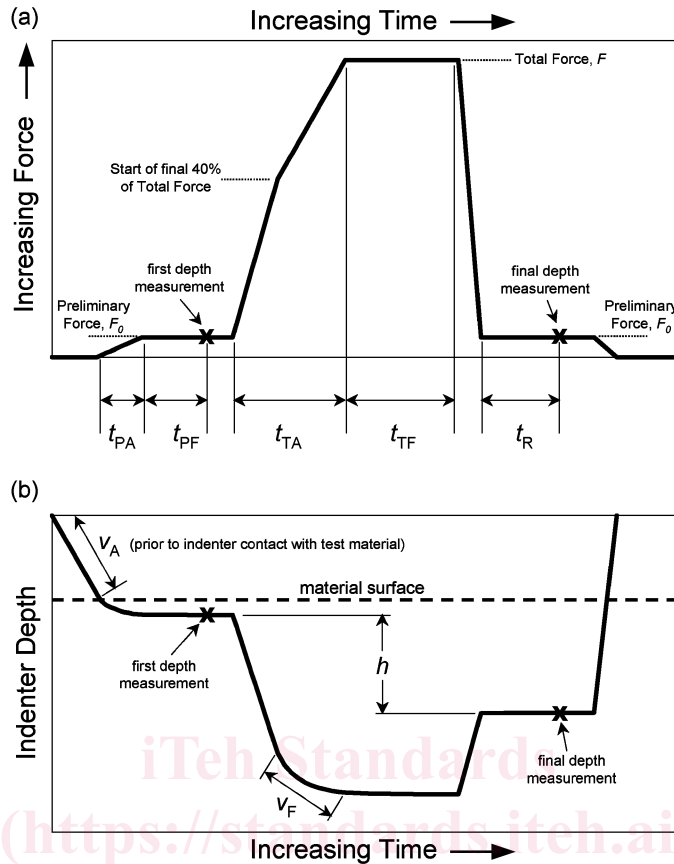 (a)
Increasing Time
Increasing Force
Total Force, F
Start of final 40%
of Total Force
first depth
measurement
final depth
measurement
Preliminary
Force, F₀
Preliminary
Force, F₀
X
X
tPA
tPF
tTA
tTF
tR
(b)
Indenter Depth
vA (prior to indenter contact with test material)
material surface
X
first depth
measurement
h
X
final depth
measurement
vF
iTeh Standards
(https://standards.iteh.ai
Increasing Time